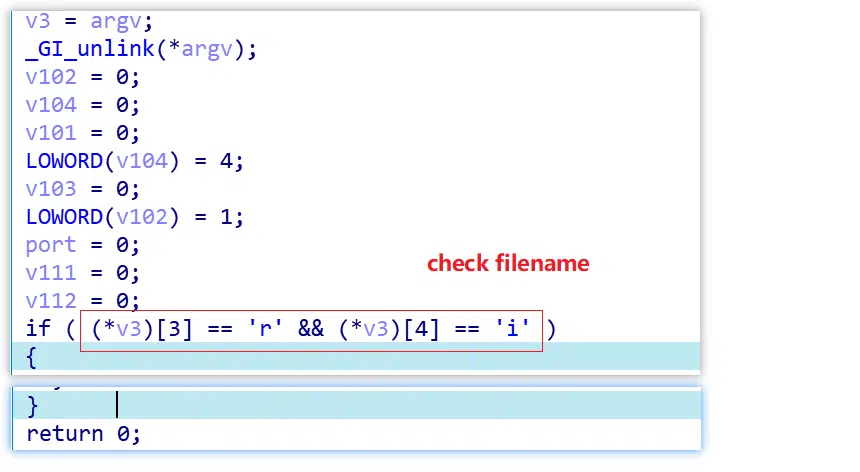 v3 = argv;
_GI_unlink(*argv);
v102 = 0;
v104 = 0;
v101 = 0;
LOWORD(v104) = 4;
v103 = 0;
LOWORD(v102) = 1;
port = 0;
check filename
v111 = 0;
v112 = 0;
if ( (*v3)[3] == 'r' && (*v3)[4] == 'i' )
{
}
return 0;